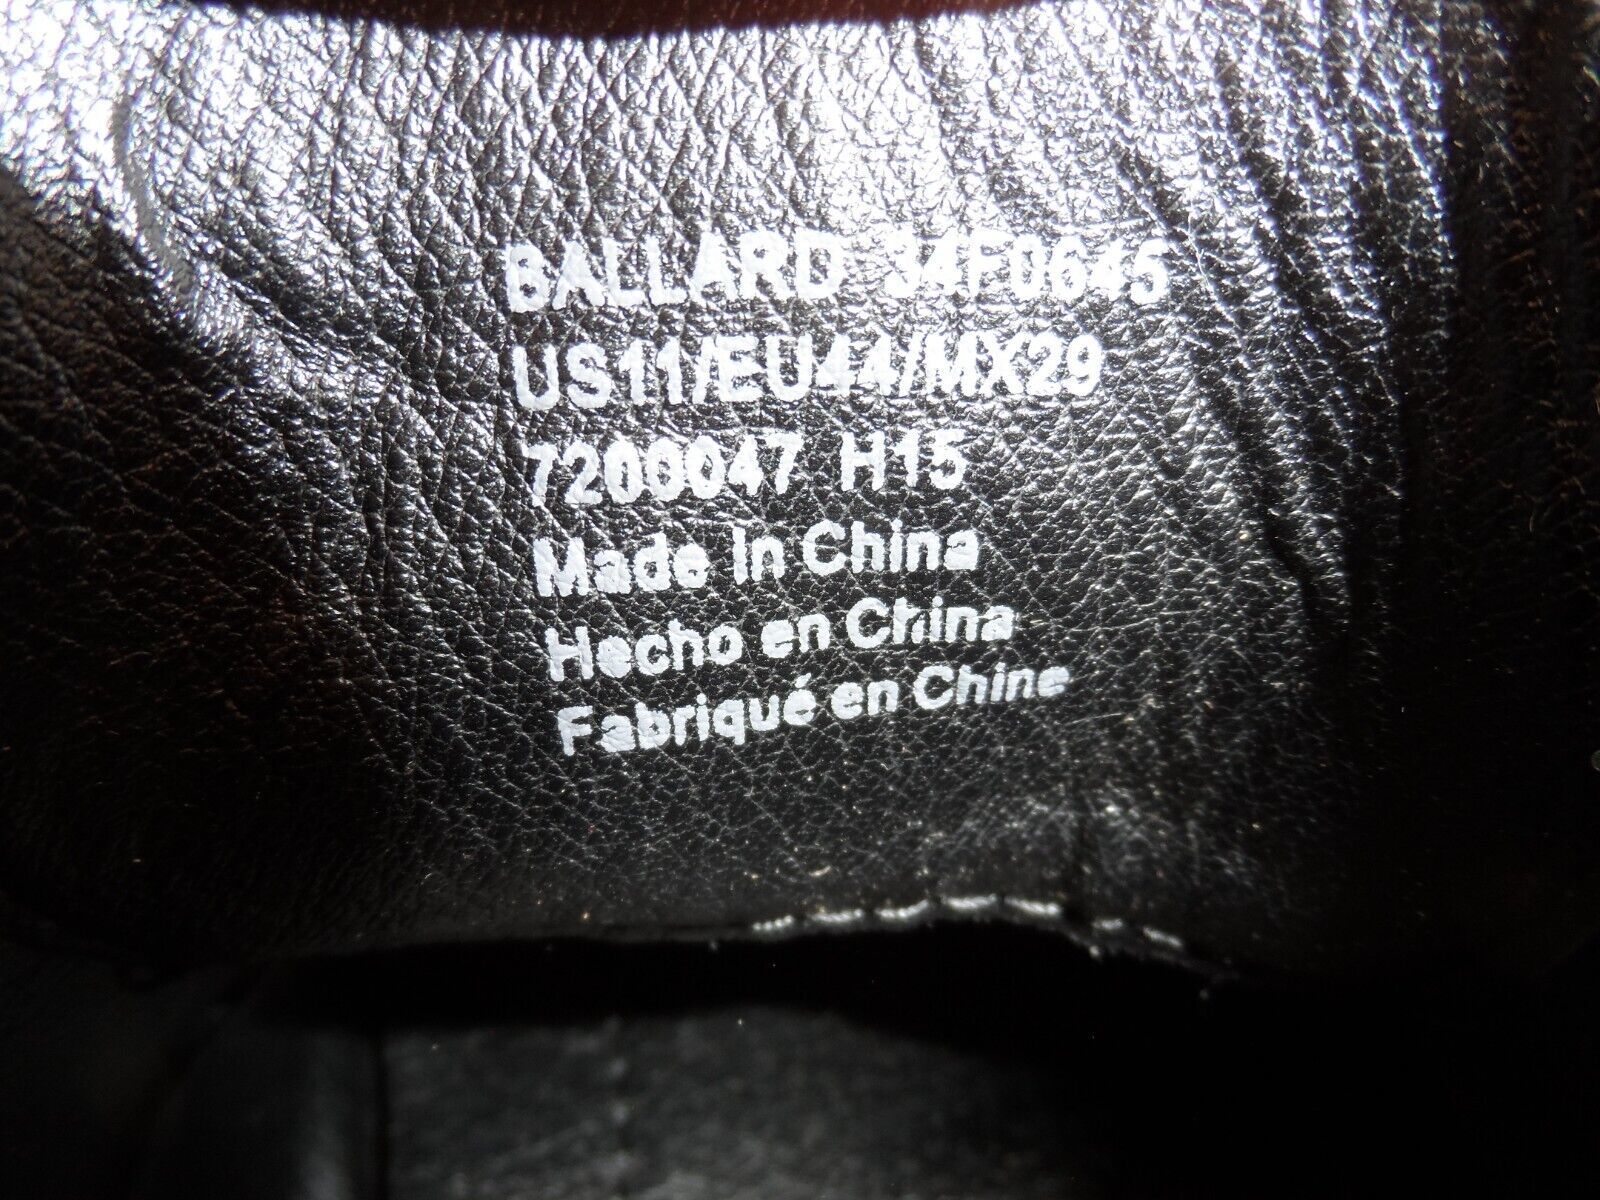 BALLARD 34F0645
US11/EU44/MX29
7200047 H15
Made in China
Hecho en China
Fabriqué en Chine